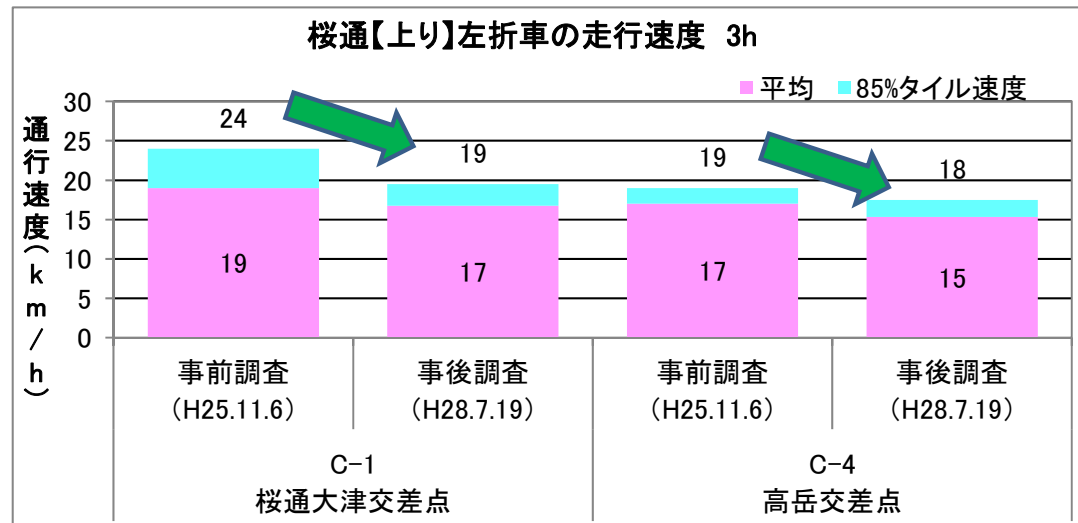 桜通【上り】左折車の走行速度 3h
平均 85%タイル速度
通行速度(km/h)
30
25
20
15
10
5
0
24
19
19
18
19
17
17
15
事前調査
(H25.11.6)
事後調査
(H28.7.19)
事前調査
(H25.11.6)
事後調査
(H28.7.19)
C-1
桜通大津交差点
C-4
高岳交差点